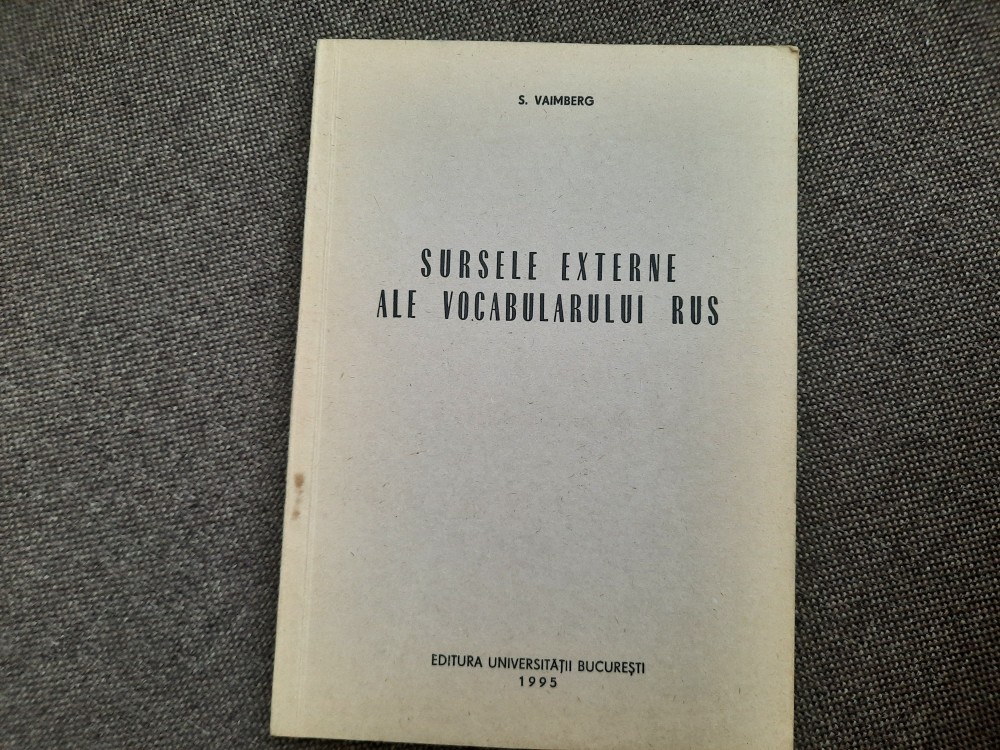 S. VAIMBERG
SURSELE EXTERNE
ALE VOCABULARULUI RUS
EDITURA UNIVERSITĂȚII BUCUREȘTI
1995